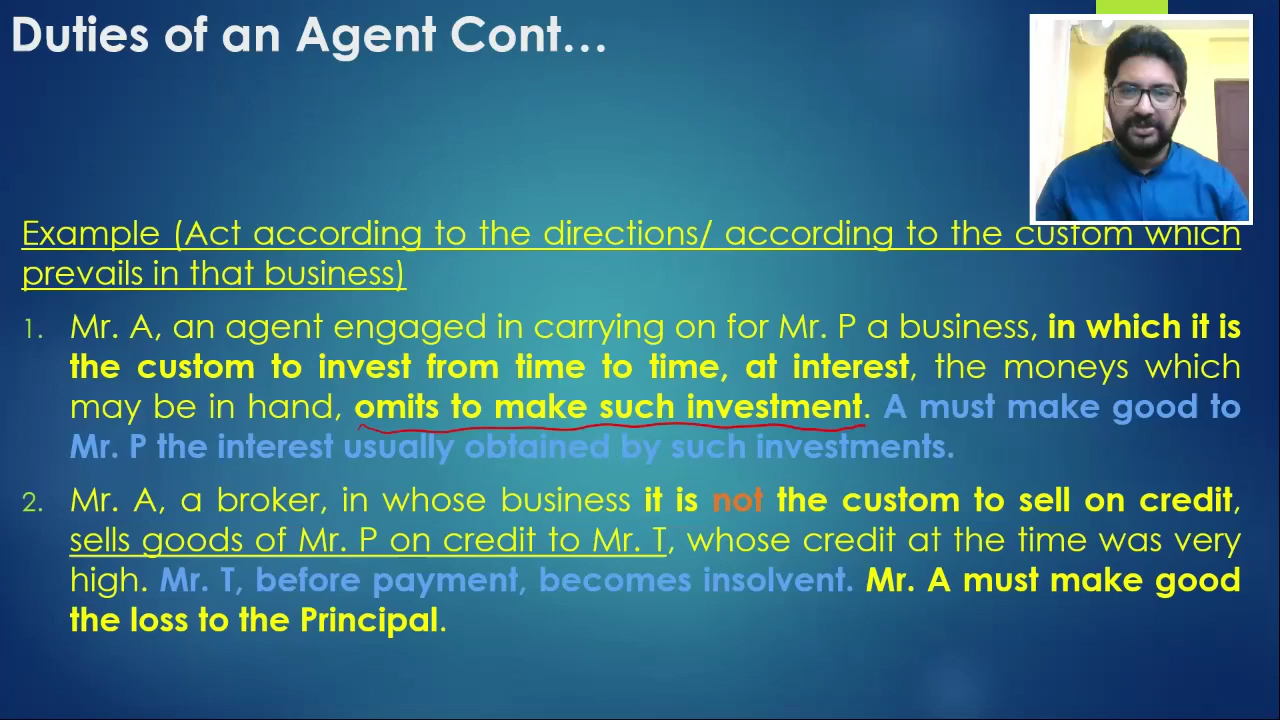 Duties of an Agent Cont…
Example (Act according to the directions/ according to the custom which
prevails in that business)
1. Mr. A, an agent engaged in carrying on for Mr. P a business, in which it is
the custom to invest from time to time, at interest, the moneys which
may be in hand, omits to make such investment. A must make good to
Mr. P the interest usually obtained by such investments.
2. Mr. A, a broker, in whose business it is not the custom to sell on credit,
sells goods of Mr. P on credit to Mr. T, whose credit at the time was very
high. Mr. T, before payment, becomes insolvent. Mr. A must make good
the loss to the Principal.